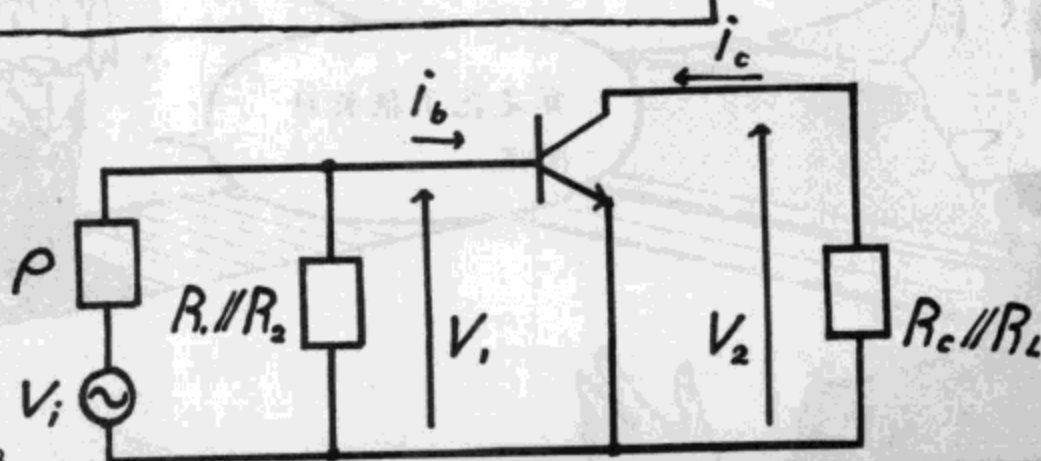 i_c
i_b
ρ
R₁//R₂
V₁
V₂
R_c//R_L
V_i